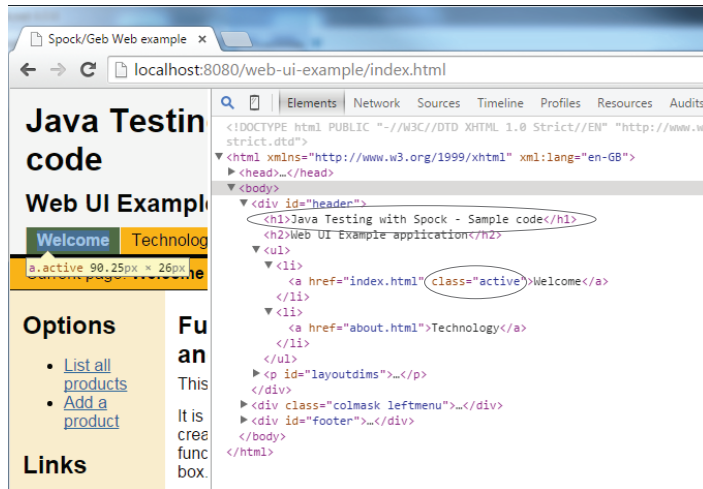 Spock/Geb Web example ×
localhost:8080/web-ui-example/index.html
Java Testin
code
Web UI Example
Welcome Technolog
a.active 90.25px × 26px
Current page: Welcome
Options
• List all
products
• Add a
product
Links
Fu
an
This
It is
crea
func
box.
Elements Network Sources Timeline Profiles Resources Audits
<!DOCTYPE html PUBLIC "-//W3C//DTD XHTML 1.0 Strict//EN" "http://www.w
strict.dtd">
▼<html xmlns="http://www.w3.org/1999/xhtml" xml:lang="en-GB">
▶<head>…</head>
▼<body>
▼<div id="header">
<h1>Java Testing with Spock - Sample code</h1>
<h2>Web UI Example application</h2>
▼<ul>
▼<li>
<a href="index.html" class="active">Welcome</a>
</li>
▼<li>
<a href="about.html">Technology</a>
</li>
</ul>
▶<p id="layoutdims">…</p>
</div>
▶<div class="colmask leftmenu">…</div>
▶<div id="footer">…</div>
</body>
</html>